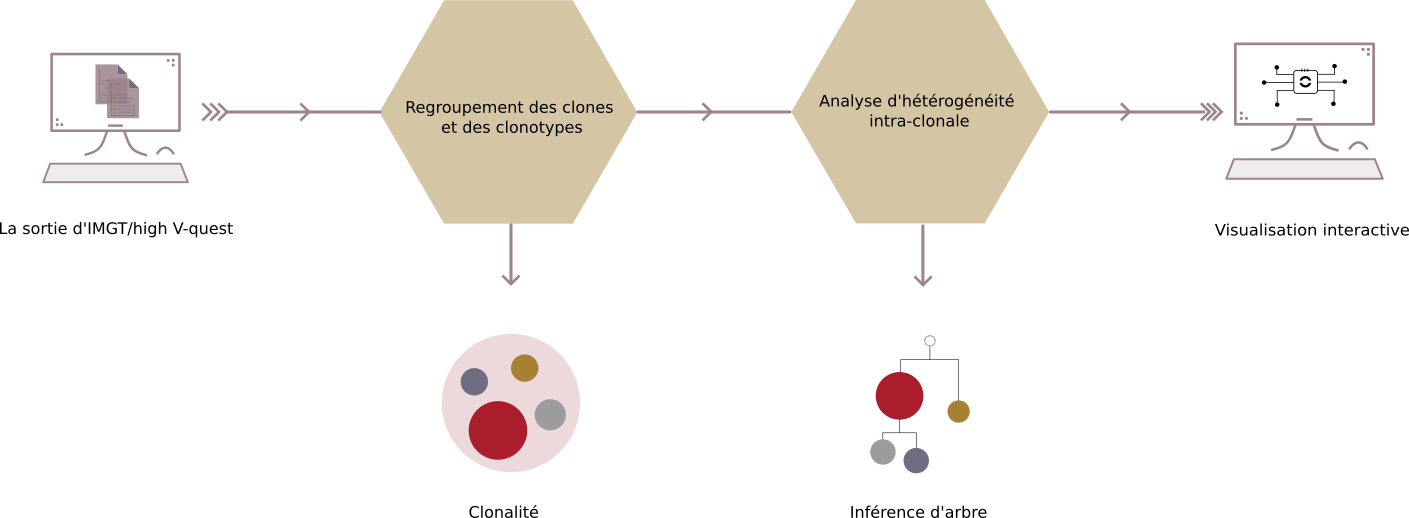 Regroupement des clones
et des clonotypes
Analyse d'hétérogénéité
intra-clonale
La sortie d'IMGT/high V-quest
Visualisation interactive
Clonalité
Inférence d'arbre